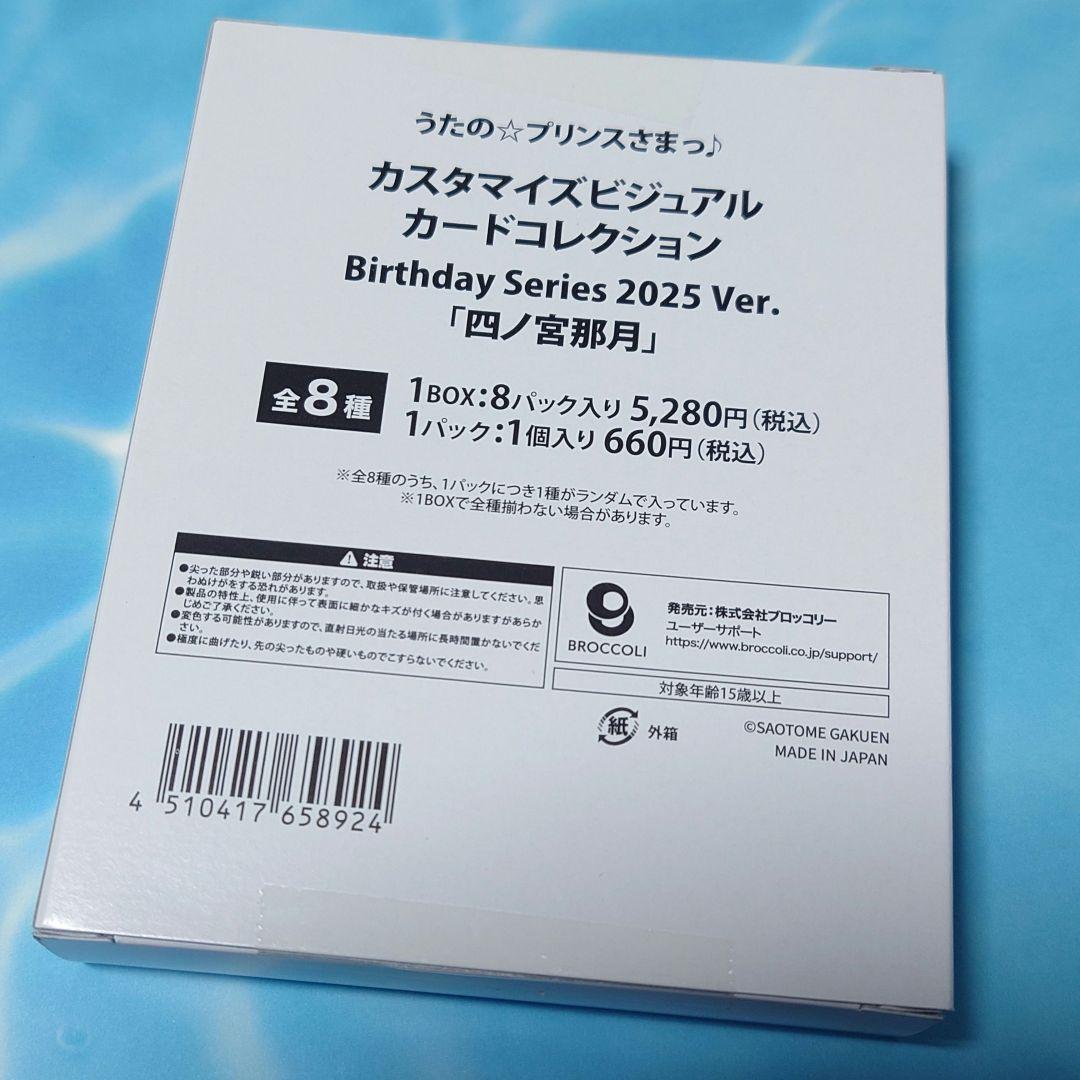 うたの☆プリンスさまっ♪
カスタマイズビジュアル
カードコレクション
Birthday Series 2025 Ver.
「四ノ宮那月」
全8種
1BOX:8パック入り 5,280円(税込)
1パック:1個入り 660円(税込)
※全8種のうち、1パックにつき1種がランダムで入っています。
※1BOXで全種揃わない場合があります。
注意
●尖った部分や鋭い部分がありますので、取扱や保管場所に注意してください。思
わぬけがをする恐れがあります。
●製品の特性上、使用に伴って表面に細かなキズが付く場合がありますがあらか
じめご了承ください。
●変色する可能性がありますので、直射日光の当たる場所に長時間置かないでくだ
さい。
●極度に曲げたり、先の尖ったものや硬いものでこすらないでください。
BROCCOLI
発売元:株式会社ブロッコリー
ユーザーサポート
https://www.broccoli.co.jp/support/
対象年齢15歳以上
紙 外箱
©SAOTOME GAKUEN
MADE IN JAPAN
4 510417 658924